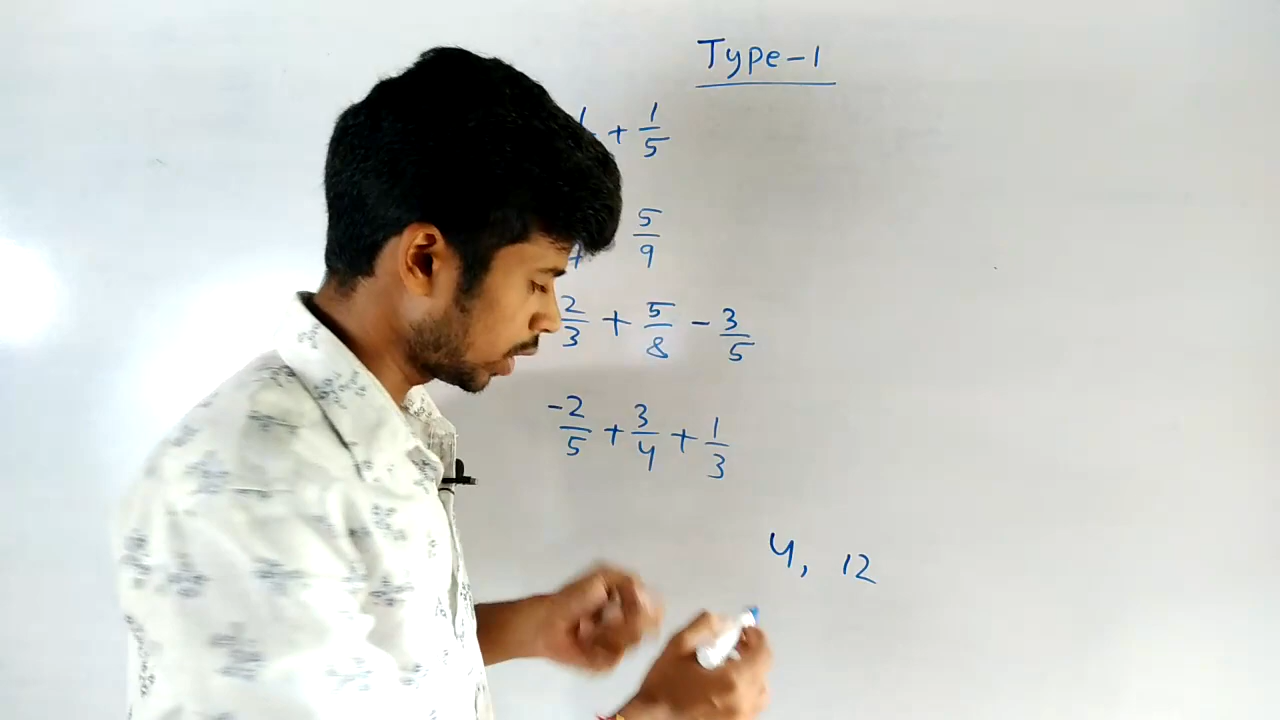 Type-1
+ 1/5
5/9
2/3 + 5/8 - 3/5
-2/5 + 3/4 + 1/3
4, 12